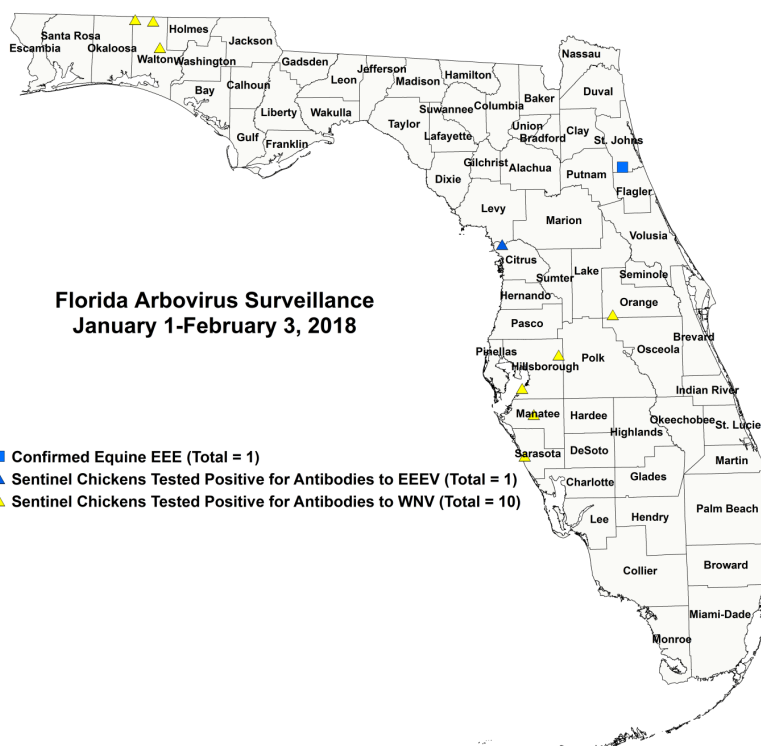 Holmes
Santa Rosa
Jackson
Escambia
Okaloosa
Walton
Washington
Gadsden
Jefferson
Hamilton
Nassau
Leon
Madison
Bay
Calhoun
Baker
Duval
Liberty
Wakulla
Suwannee
Columbia
Taylor
Union
Bradford
Clay
St. Johns
Gulf
Franklin
Lafayette
Gilchrist
Alachua
Putnam
Dixie
Flagler
Levy
Marion
Volusia
Citrus
Sumter
Lake
Seminole
Hernando
Orange
Florida Arbovirus Surveillance
January 1-February 3, 2018
Pasco
Brevard
Pinellas
Hillsborough
Polk
Osceola
Indian River
Manatee
Hardee
Okeechobee
St. Lucie
Highlands
Sarasota
DeSoto
Confirmed Equine EEE (Total = 1)
Martin
Sentinel Chickens Tested Positive for Antibodies to EEEV (Total = 1)
Charlotte
Glades
Sentinel Chickens Tested Positive for Antibodies to WNV (Total = 10)
Palm Beach
Lee
Hendry
Collier
Broward
Miami-Dade
Monroe